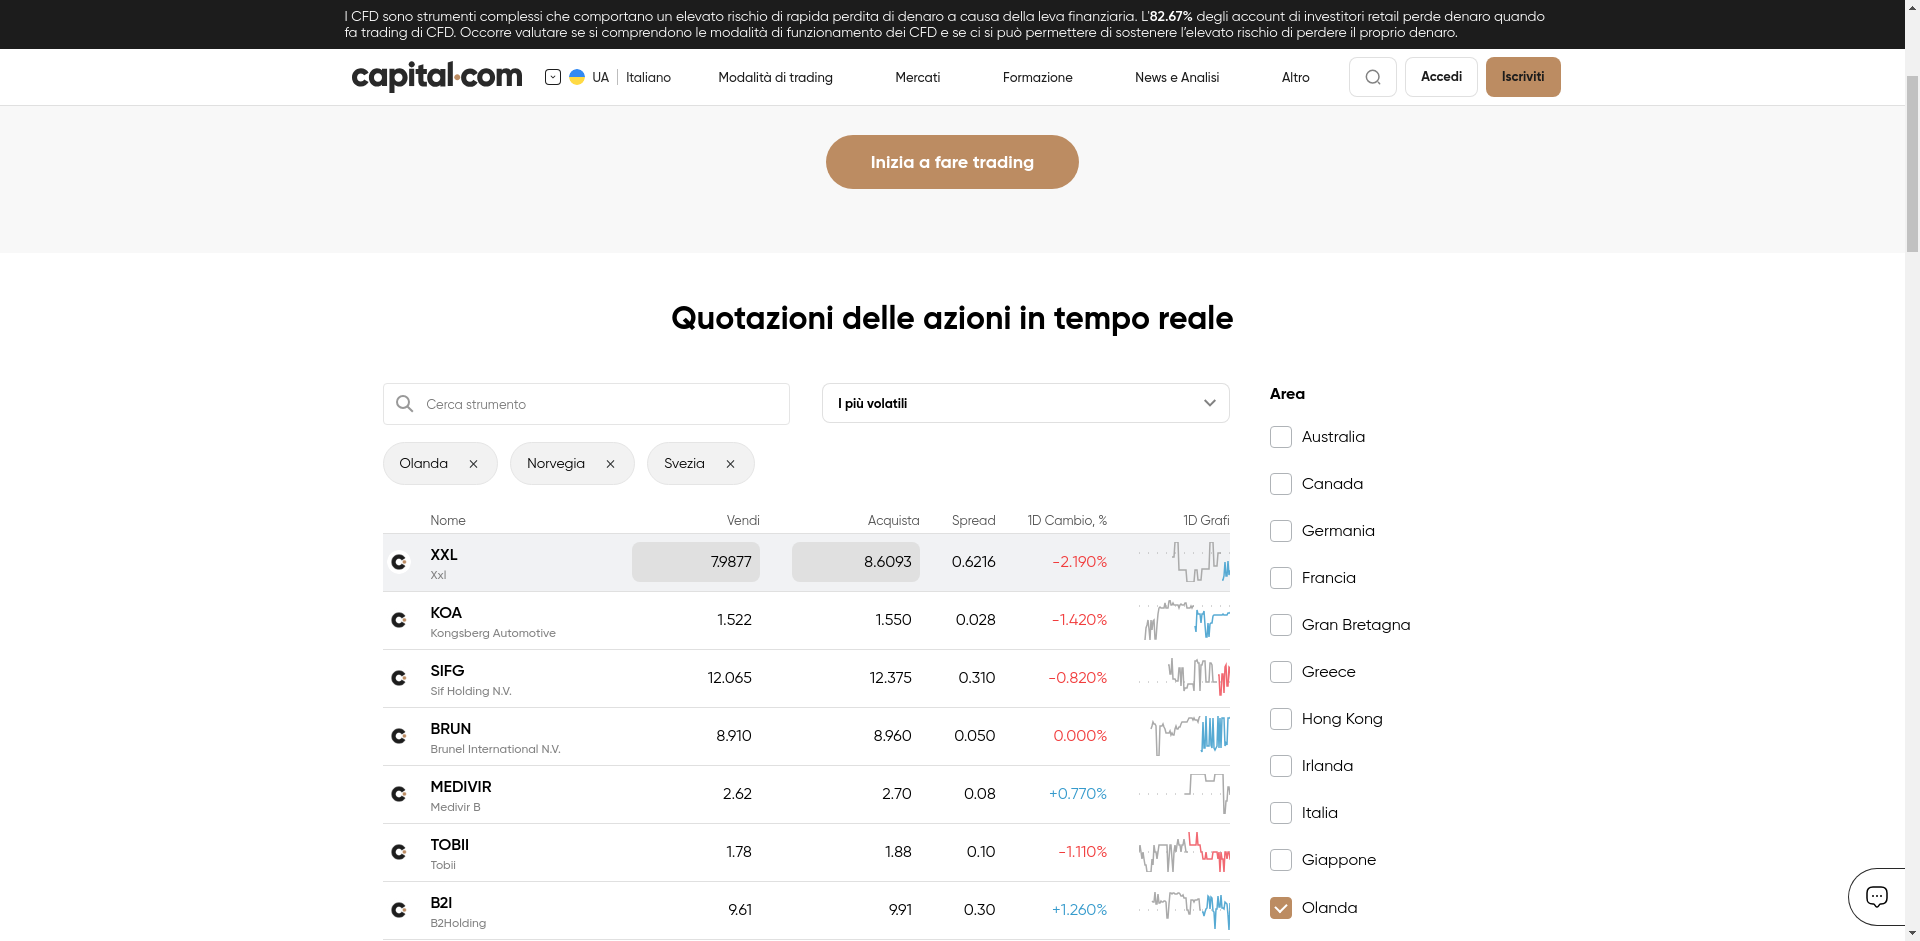 I CFD sono strumenti complessi che comportano un elevato rischio di rapida perdita di denaro a causa della leva finanziaria. L'82.67% degli account di investitori retail perde denaro quando
fa trading di CFD. Occorre valutare se si comprendono le modalità di funzionamento dei CFD e se ci si può permettere di sostenere l'elevato rischio di perdere il proprio denaro.
capital.com UA Italiano Modalità di trading Mercati Formazione News e Analisi Altro Accedi Iscriviti
Inizia a fare trading
Quotazioni delle azioni in tempo reale
Cerca strumento I più volatili
Olanda Norvegia Svezia
Nome Vendi Acquista Spread 1D Cambio, % 1D Grafi
XXL 7.9877 8.6093 0.6216 -2.190%
Xxl
KOA 1.522 1.550 0.028 -1.420%
Kongsberg Automotive
SIFG 12.065 12.375 0.310 -0.820%
Sif Holding N.V.
BRUN 8.910 8.960 0.050 0.000%
Brunel International N.V.
MEDIVIR 2.62 2.70 0.08 +0.770%
Medivir B
TOBII 1.78 1.88 0.10 -1.110%
Tobii
B2I 9.61 9.91 0.30 +1.260%
B2Holding
Area
Australia
Canada
Germania
Francia
Gran Bretagna
Greece
Hong Kong
Irlanda
Italia
Giappone
Olanda